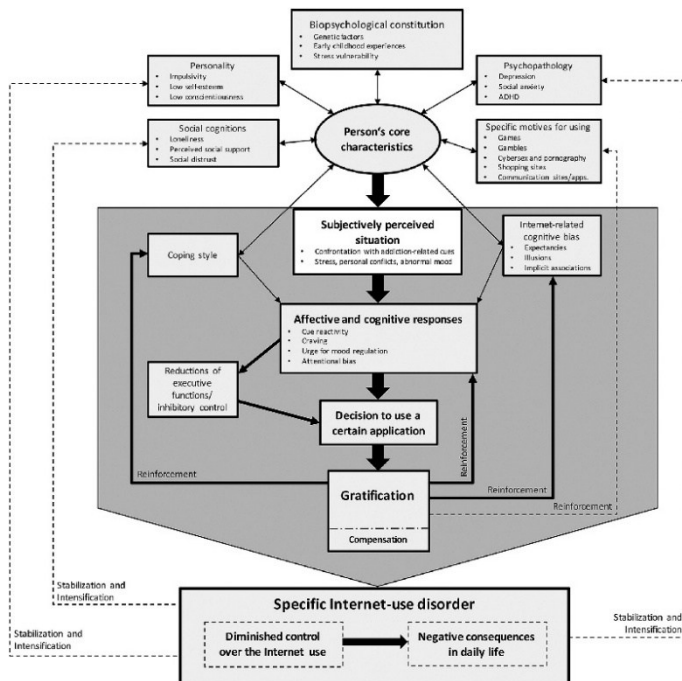 Biopsychological constitution
• Genetic factors
• Early childhood experiences
• Stress vulnerability
Personality
• Impulsivity
• Low self-esteem
• Low conscientiousness
Psychopathology
• Depression
• Social anxiety
• ADHD
Social cognitions
• Loneliness
• Perceived social support
• Social distrust
Person's core
characteristics
Specific motives for using
• Games
• Gambles
• Cybersex and pornography
• Shopping sites
• Communication sites/apps.
Subjectively perceived
situation
• Confrontation with addiction-related cues
• Stress, personal conflicts, abnormal mood
Coping style
Internet-related
cognitive bias
• Expectancies
• Illusions
• Implicit associations
Affective and cognitive responses
• Cue reactivity
• Craving
• Urge for mood regulation
• Attentional bias
Reductions of
executive
functions/
inhibitory control
Decision to use a
certain application
Reinforcement
Reinforcement
Gratification
Reinforcement
Reinforcement
Compensation
Stabilization and
Intensification
Specific Internet-use disorder
Stabilization and
Intensification
Diminished control
over the Internet use
Negative consequences
in daily life
Stabilization and
Intensification